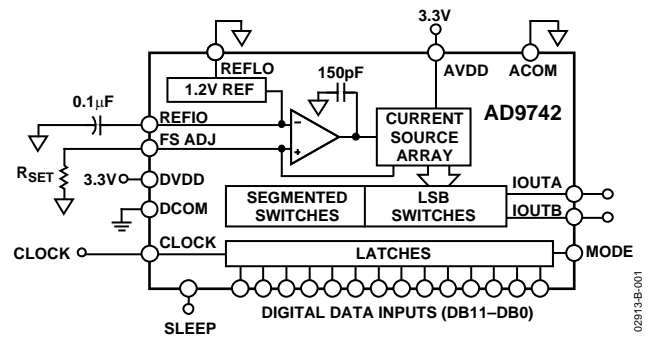 3.3V
REFLO
150pF
AVDD
ACOM
1.2V REF
AD9742
0.1μF
REFIO
–
+
CURRENT
SOURCE
ARRAY
FS ADJ
RSET
3.3V
DVDD
DCOM
SEGMENTED
SWITCHES
LSB
SWITCHES
IOUTA
IOUTB
CLOCK
CLOCK
LATCHES
MODE
SLEEP
DIGITAL DATA INPUTS (DB11–DB0)
02913-B-001